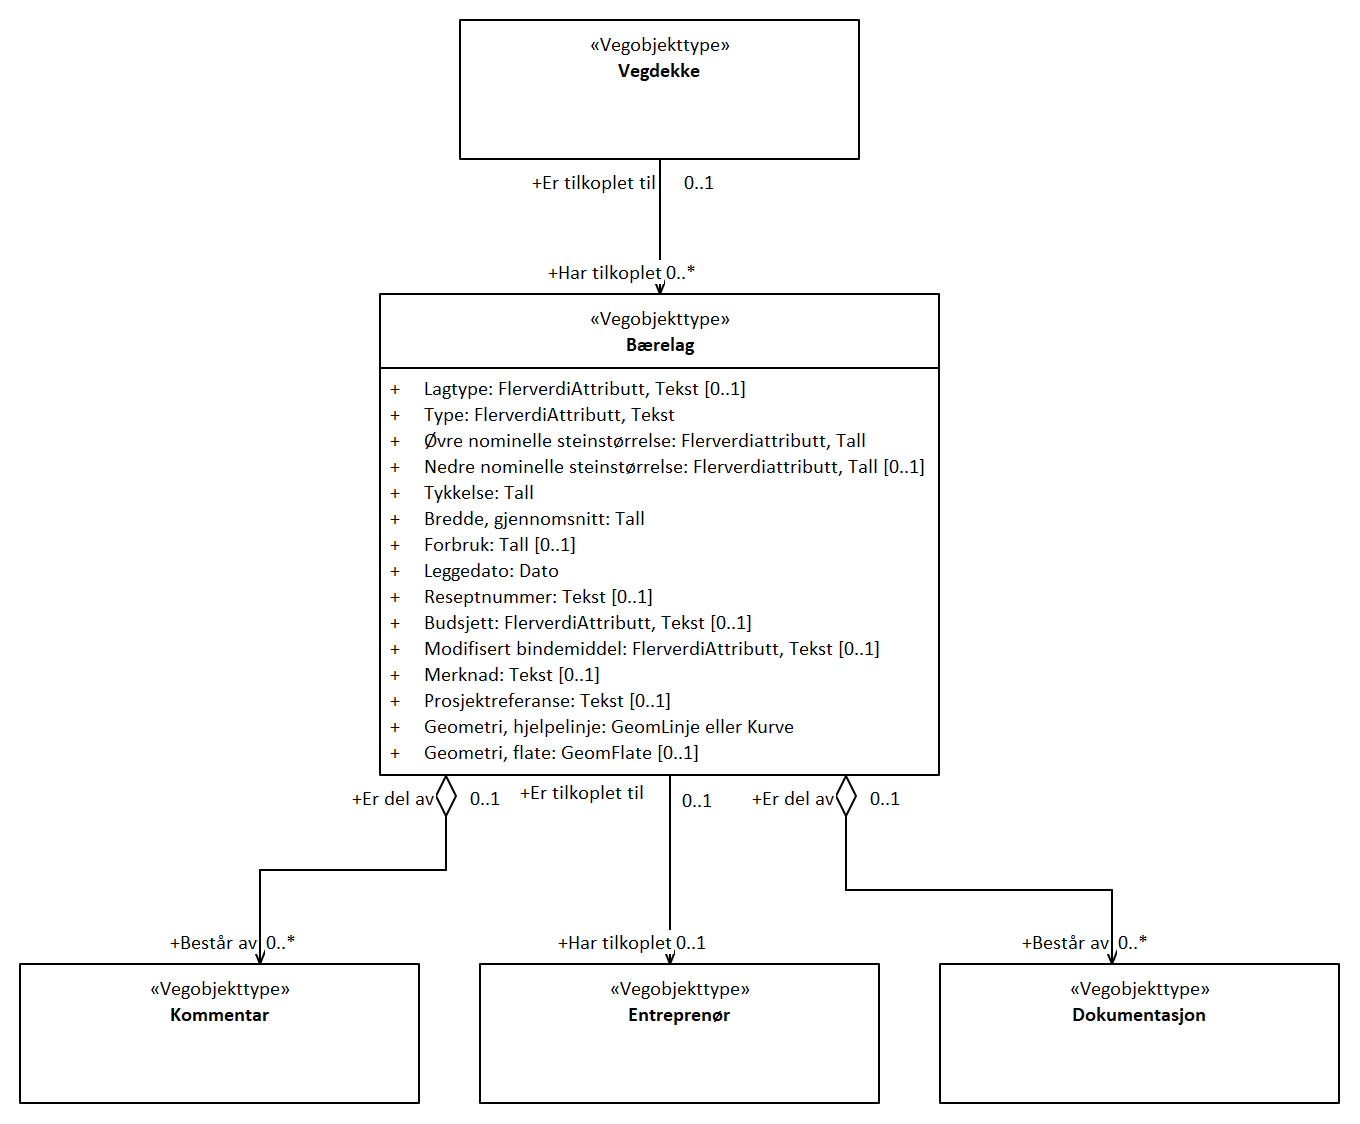 «Vegobjekttype»
Vegdekke
+Er tilkoplet til 0..1
+Har tilkoplet 0..*
«Vegobjekttype»
Bærelag
+ Lagtype: FlerverdiAttributt, Tekst [0..1]
+ Type: FlerverdiAttributt, Tekst
+ Øvre nominelle steinstørrelse: Flerverdiattributt, Tall
+ Nedre nominelle steinstørrelse: Flerverdiattributt, Tall [0..1]
+ Tykkelse: Tall
+ Bredde, gjennomsnitt: Tall
+ Forbruk: Tall [0..1]
+ Leggedato: Dato
+ Reseptnummer: Tekst [0..1]
+ Budsjett: FlerverdiAttributt, Tekst [0..1]
+ Modifisert bindemiddel: FlerverdiAttributt, Tekst [0..1]
+ Merknad: Tekst [0..1]
+ Prosjektreferanse: Tekst [0..1]
+ Geometri, hjelpelinje: GeomLinje eller Kurve
+ Geometri, flate: GeomFlate [0..1]
+Er del av 0..1 +Er tilkoplet til 0..1 +Er del av 0..1
+Består av 0..* +Har tilkoplet 0..1 +Består av 0..*
«Vegobjekttype» «Vegobjekttype» «Vegobjekttype»
Kommentar Entreprenør Dokumentasjon